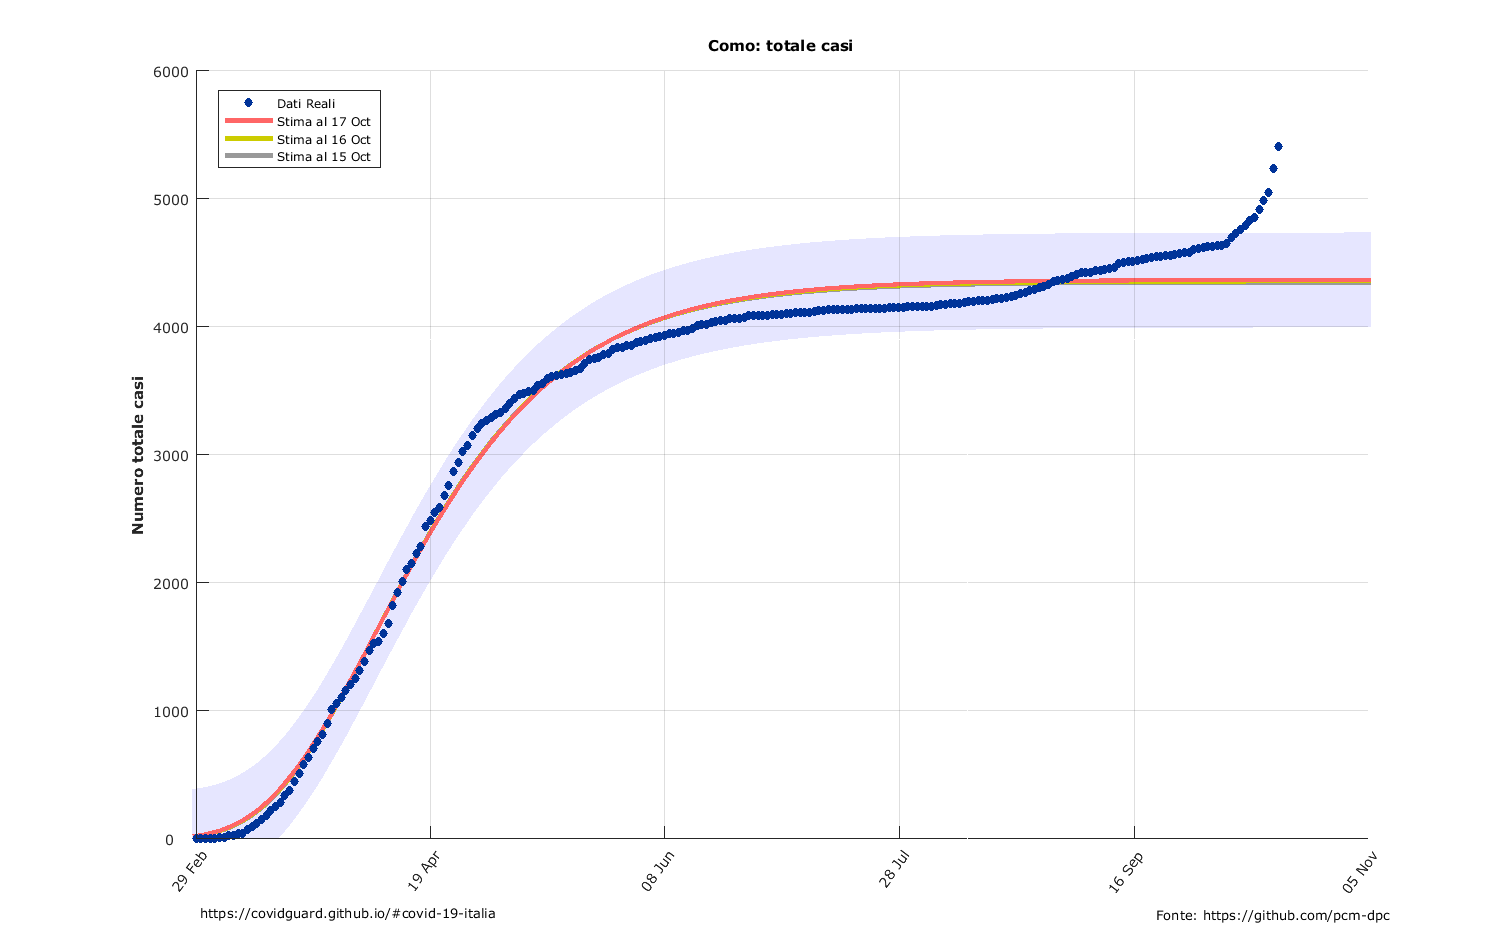 Como: totale casi
6000
5000
4000
3000
2000
1000
0
Numero totale casi
Dati Reali
Stima al 17 Oct
Stima al 16 Oct
Stima al 15 Oct
29 Feb
19 Apr
08 Jun
28 Jul
16 Sep
05 Nov
https://covidguard.github.io/#covid-19-italia
Fonte: https://github.com/pcm-dpc